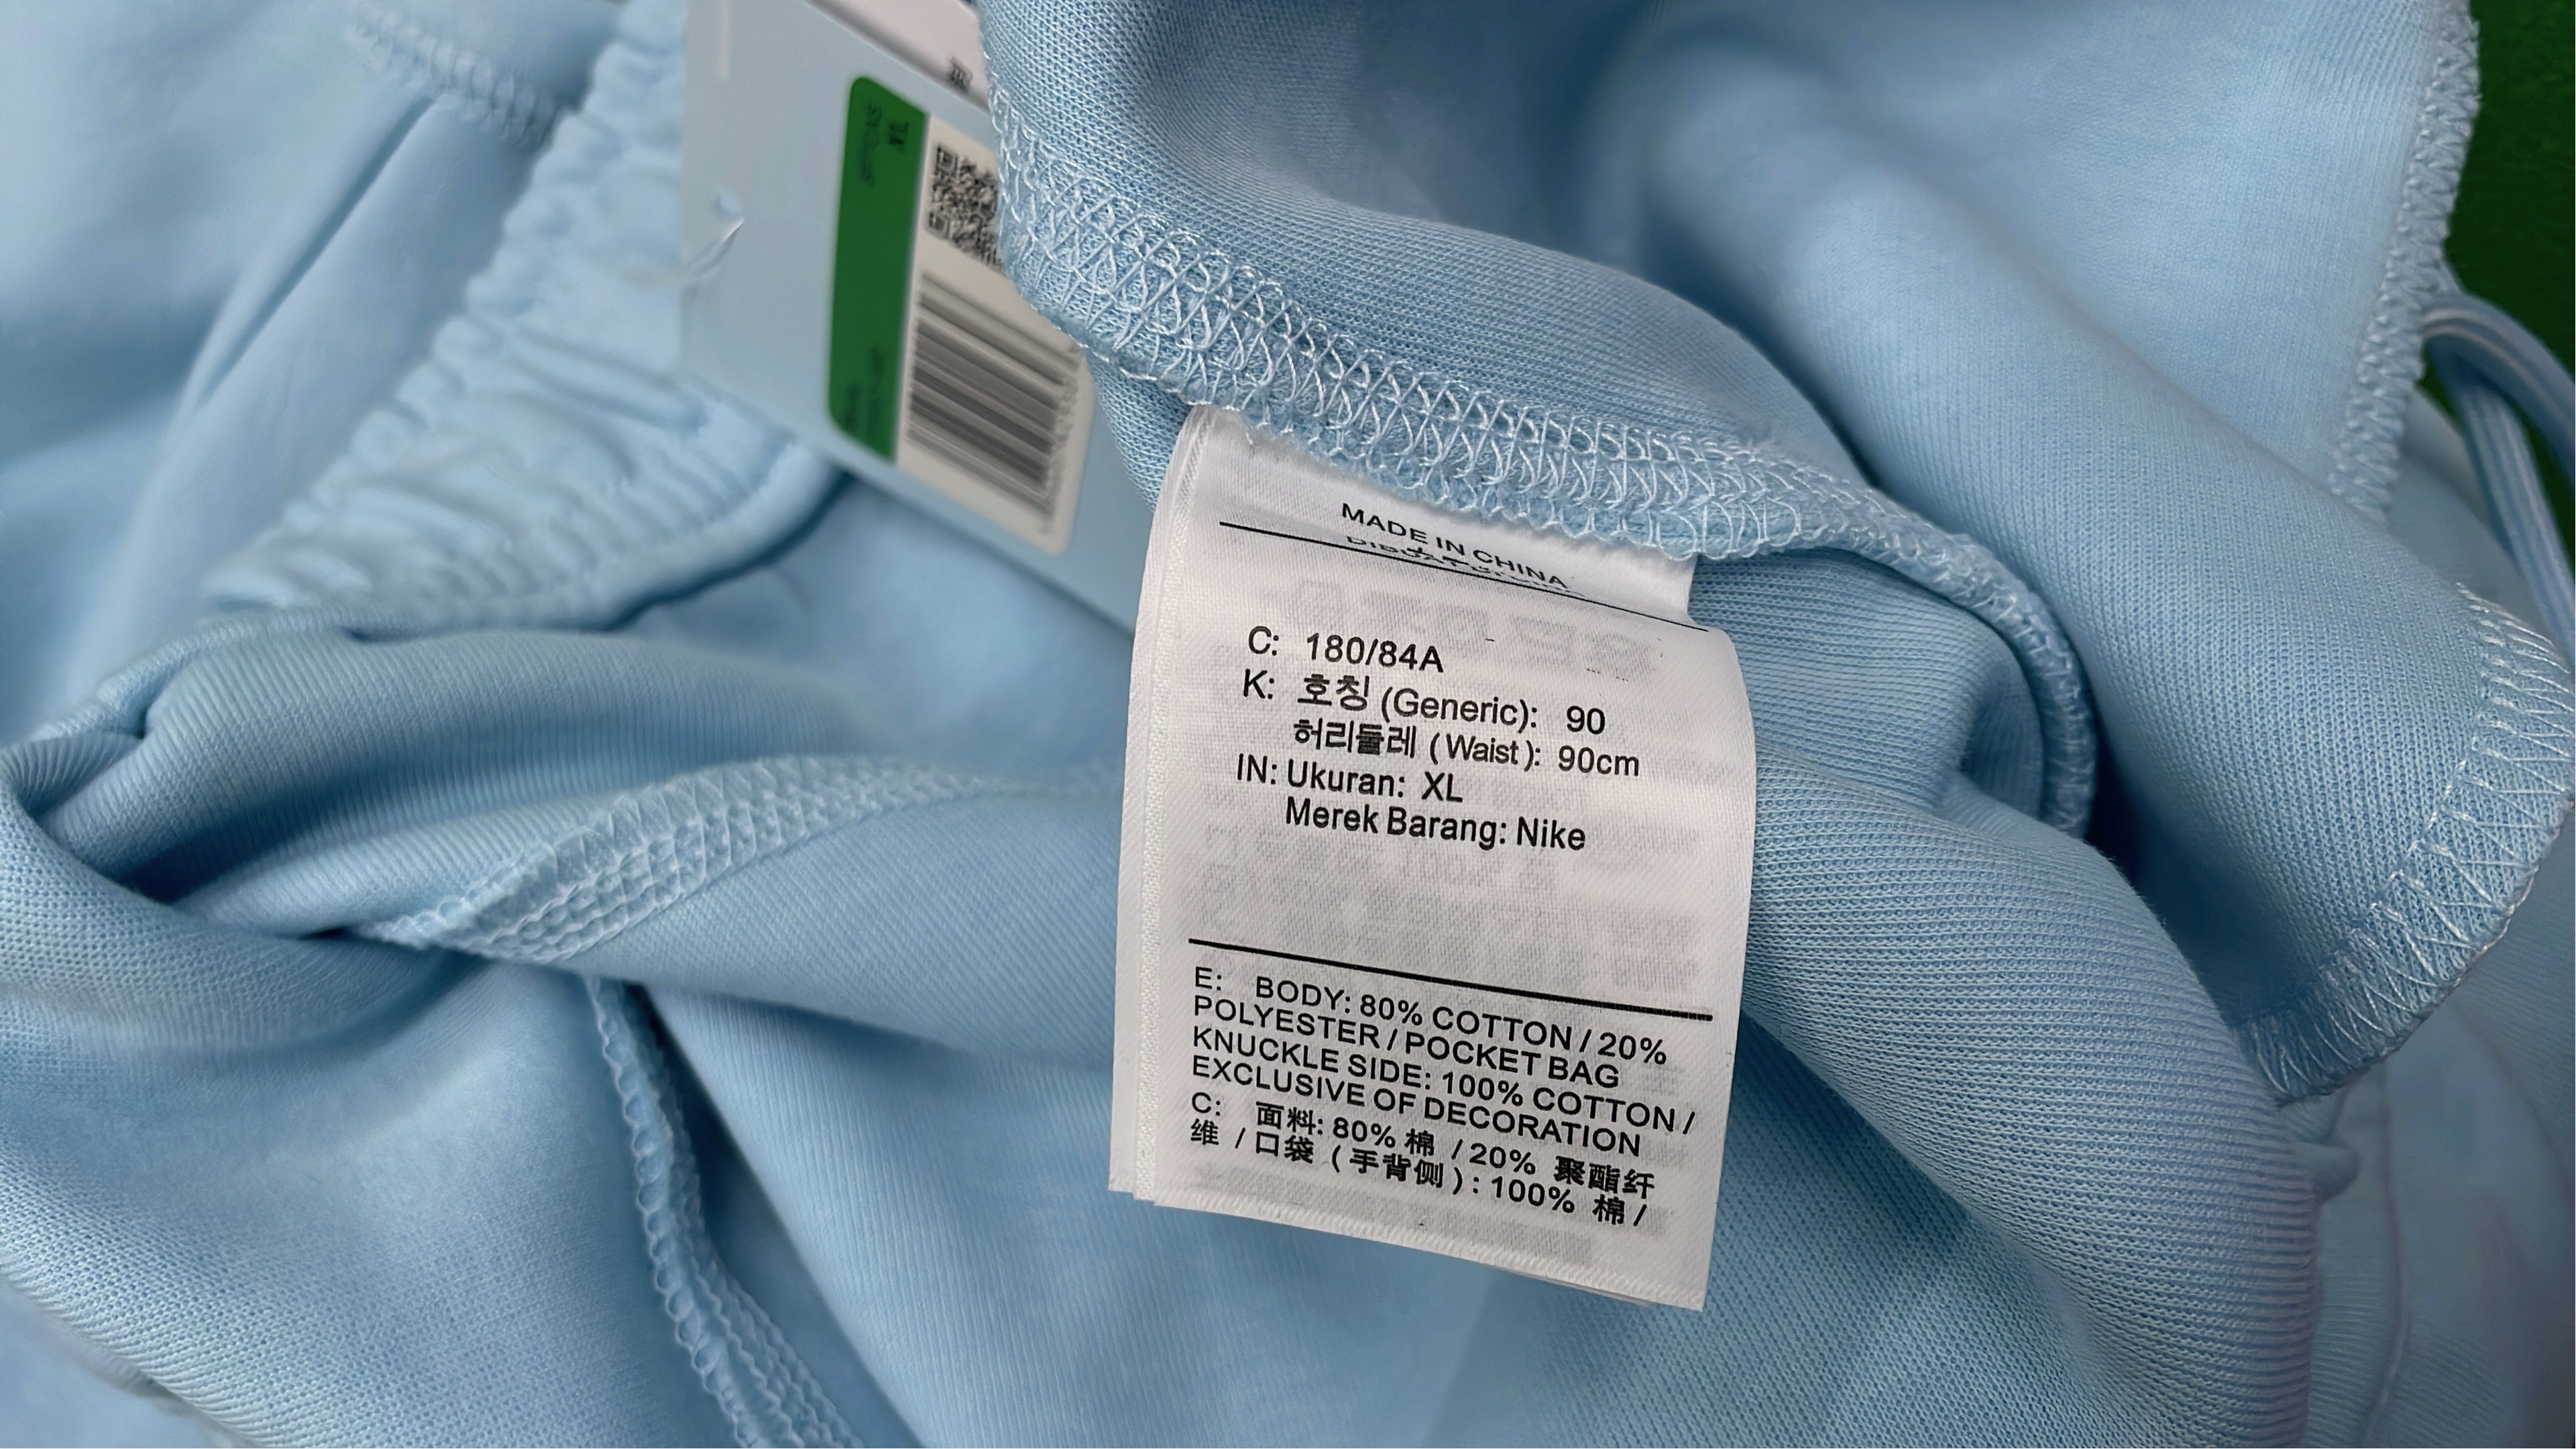 XL
MADE IN CHINA
C: 180/84A
K: 호칭 (Generic): 90
허리둘레 (Waist): 90cm
IN: Ukuran: XL
Merek Barang: Nike
E: BODY: 80% COTTON / 20%
POLYESTER / POCKET BAG
KNUCKLE SIDE: 100% COTTON /
EXCLUSIVE OF DECORATION
C: 面料: 80% 棉 / 20% 聚酯纤
维 / 口袋 (手背侧): 100% 棉 /